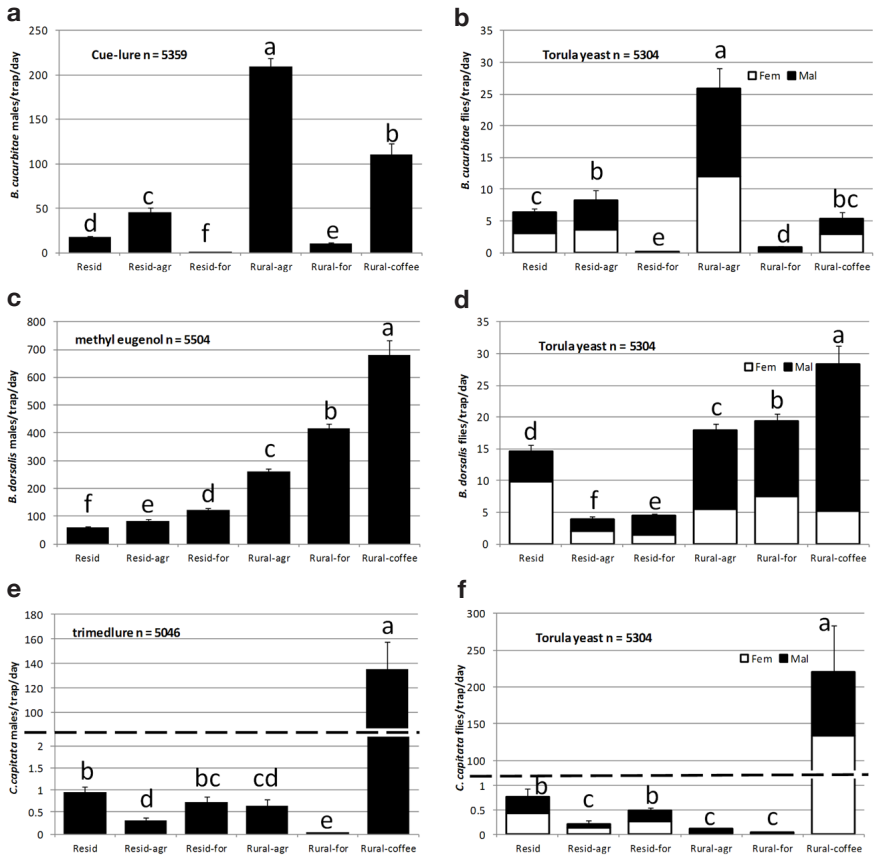 a
Cue-lure n = 5359
B. cucurbitae males/trap/day
250
200
150
100
50
0
d
c
f
a
e
b
Resid
Resid-agr
Resid-for
Rural-agr
Rural-for
Rural-coffee
b
Torula yeast n = 5304
Fem
Mal
B. cucurbitae flies/trap/day
35
30
25
20
15
10
5
0
c
b
e
a
d
bc
Resid
Resid-agr
Resid-for
Rural-agr
Rural-for
Rural-coffee
c
methyl eugenol n = 5504
B. dorsalis males/trap/day
800
700
600
500
400
300
200
100
0
f
e
d
c
b
a
Resid
Resid-agr
Resid-for
Rural-agr
Rural-for
Rural-coffee
d
Torula yeast n = 5304
Fem
Mal
B. dorsalis flies/trap/day
35
30
25
20
15
10
5
0
d
f
e
c
b
a
Resid
Resid-agr
Resid-for
Rural-agr
Rural-for
Rural-coffee
e
trimedlure n = 5046
C.capitata males/trap/day
180
160
140
120
100
2
1.5
1
0.5
0
b
d
bc
cd
e
a
Resid
Resid-agr
Resid-for
Rural-agr
Rural-for
Rural-coffee
f
Torula yeast n = 5304
Fem
Mal
C.capitata flies/trap/day
300
250
200
150
100
1
0.5
0
b
c
b
c
c
a
Resid
Resid-agr
Resid-for
Rural-agr
Rural-for
Rural-coffee